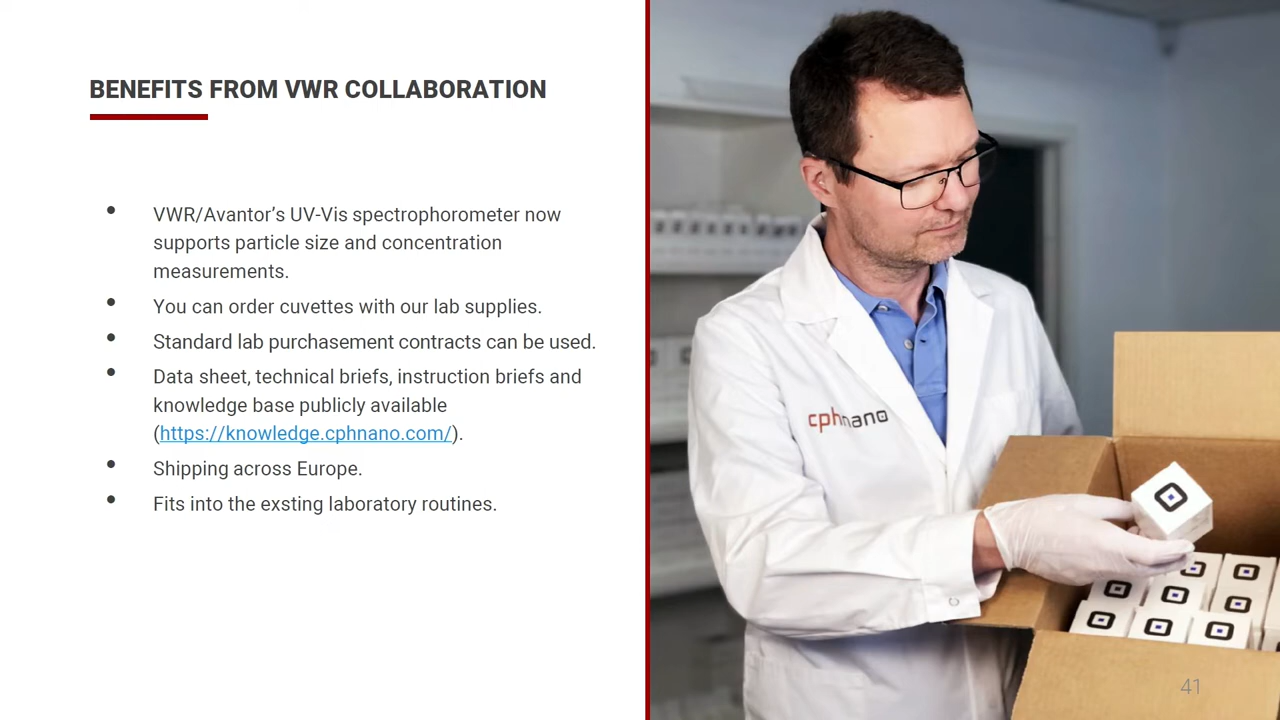 BENEFITS FROM VWR COLLABORATION
• VWR/Avantor’s UV-Vis spectrophorometer now
supports particle size and concentration
measurements.
• You can order cuvettes with our lab supplies.
• Standard lab purchasement contracts can be used.
• Data sheet, technical briefs, instruction briefs and
knowledge base publicly available
(https://knowledge.cphnano.com/).
• Shipping across Europe.
• Fits into the exsting laboratory routines.
cphnano
41